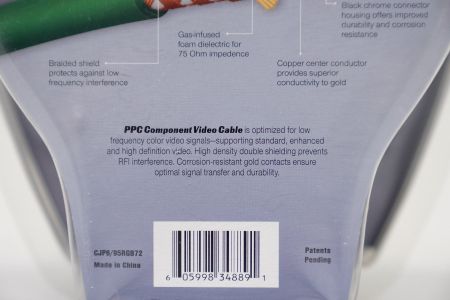 Black chrome connector
housing offers improved
durability and corrosion
resistance
Gas-infused
foam dielectric for
75 Ohm impedence
Braided shield
protects against low
frequency interference
Copper center conductor
provides superior
conductivity to gold
PPC Component Video Cable is optimized for low
frequency color video signals—supporting standard, enhanced
and high definition video. High density double shielding prevents
RFI interference. Corrosion-resistant gold contacts ensure
optimal signal transfer and durability.
CJP6/95RGB72
Made in China
Patents
Pending
6 05998 34889 1